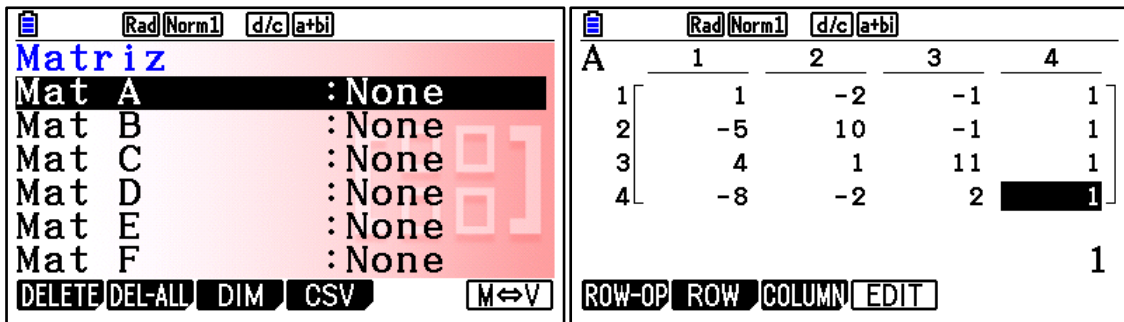 Rad Norm1 d/c a+bi
Matriz
Mat A :None
Mat B :None
Mat C :None
Mat D :None
Mat E :None
Mat F :None
DELETE DEL-ALL DIM CSV M⇔V
Rad Norm1 d/c a+bi
A 1 2 3 4
1 1 -2 -1 1
2 -5 10 -1 1
3 4 1 11 1
4 -8 -2 2 1
1
ROW-OP ROW COLUMN EDIT